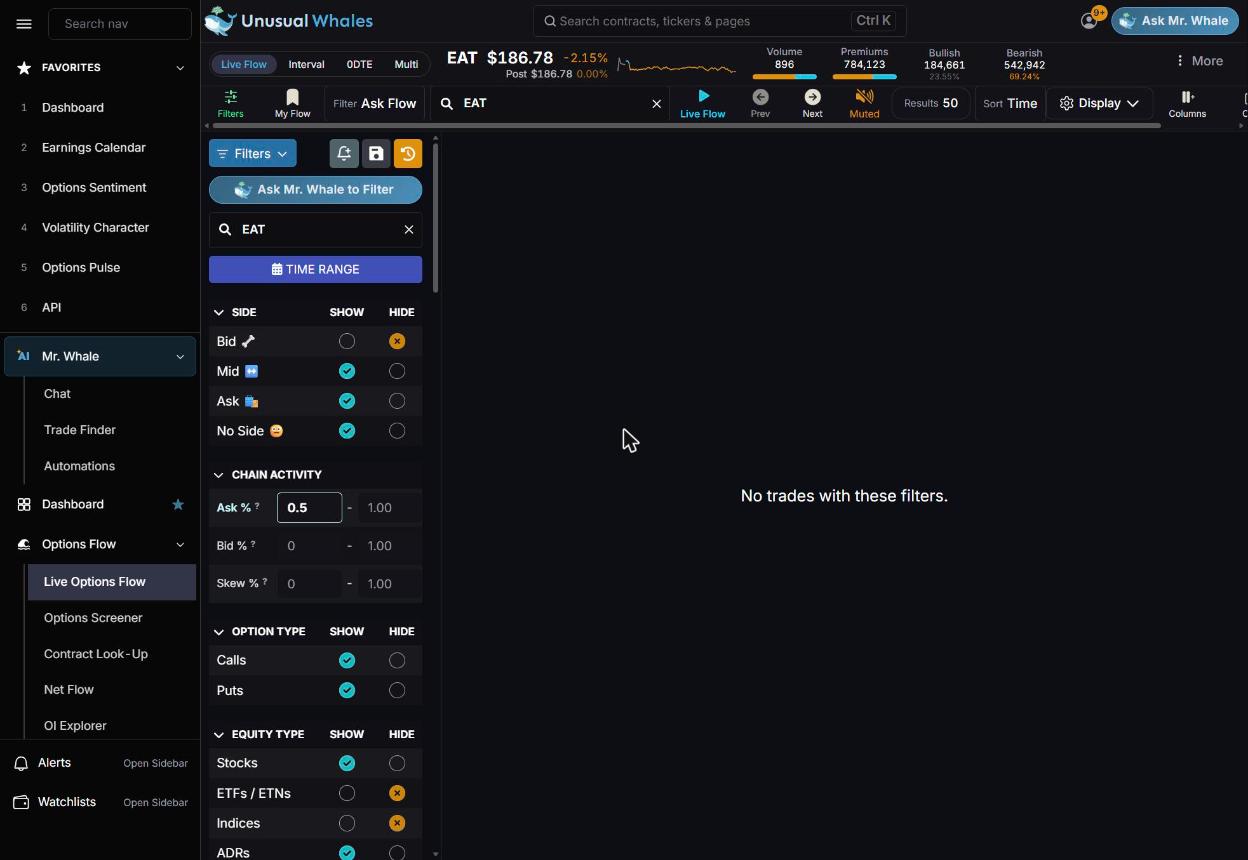 Search nav
FAVORITES
1 Dashboard
2 Earnings Calendar
3 Options Sentiment
4 Volatility Character
5 Options Pulse
6 API
AI Mr. Whale
Chat
Trade Finder
Automations
Dashboard
Options Flow
Live Options Flow
Options Screener
Contract Look-Up
Net Flow
OI Explorer
Alerts Open Sidebar
Watchlists Open Sidebar
Unusual Whales
Search contracts, tickers & pages Ctrl K
9+
Ask Mr. Whale
Live Flow Interval 0DTE Multi
EAT $186.78 -2.15%
Post $186.78 0.00%
Volume
896
Premiums
784,123
Bullish
184,661
23.55%
Bearish
542,942
69.24%
More
Filters
My Flow
Filter Ask Flow
EAT
Live Flow
Prev
Next
Muted
Results 50
Sort Time
Display
Columns
Filters
Ask Mr. Whale to Filter
EAT
TIME RANGE
SIDE SHOW HIDE
Bid
Mid
Ask
No Side
CHAIN ACTIVITY
Ask % ? 0.5 - 1.00
Bid % ? 0 - 1.00
Skew % ? 0 - 1.00
OPTION TYPE SHOW HIDE
Calls
Puts
EQUITY TYPE SHOW HIDE
Stocks
ETFs / ETNs
Indices
ADRs
No trades with these filters.